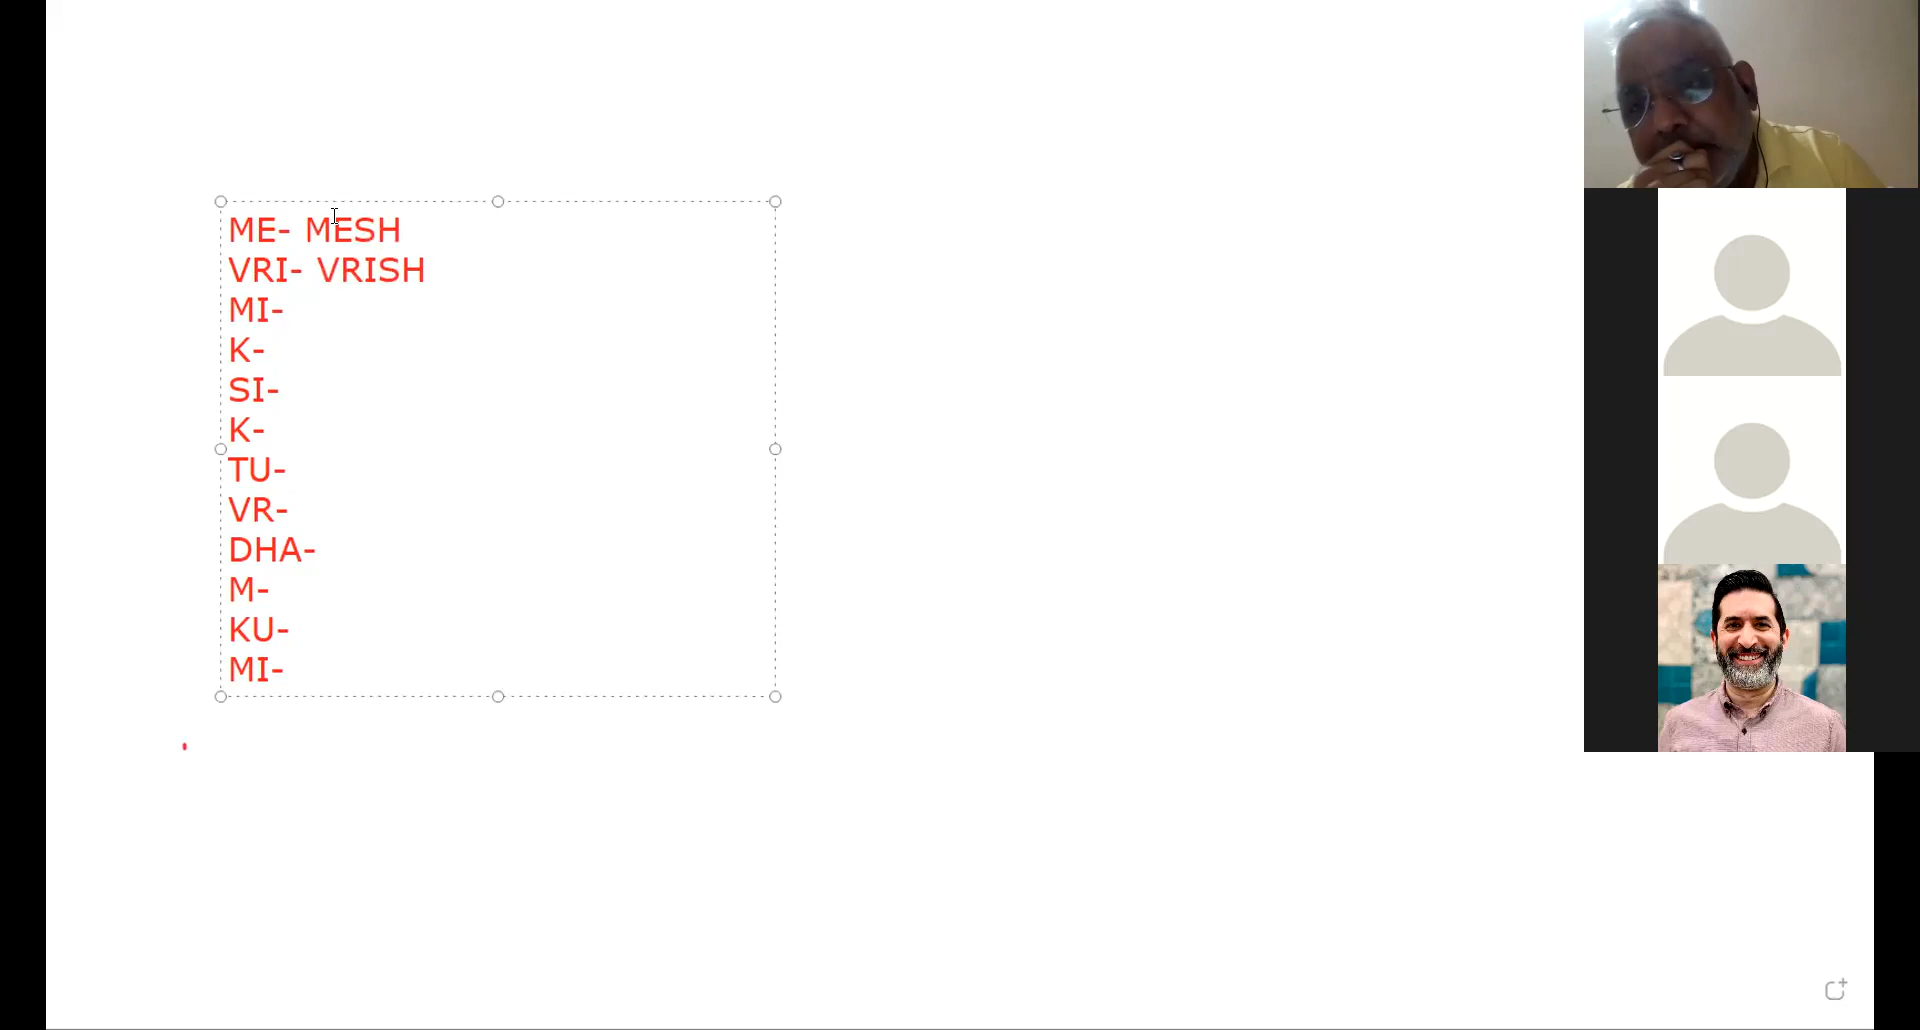 ME- MESH
VRI- VRISH
MI-
K-
SI-
K-
TU-
VR-
DHA-
M-
KU-
MI-